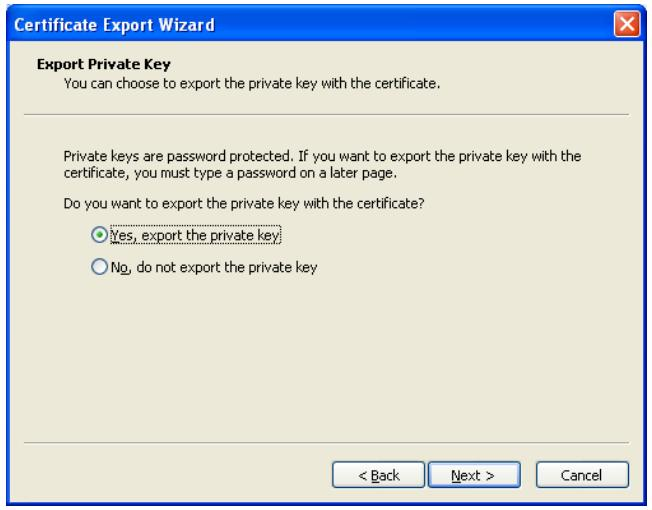 Certificate Export Wizard
Export Private Key
You can choose to export the private key with the certificate.
Private keys are password protected. If you want to export the private key with the
certificate, you must type a password on a later page.
Do you want to export the private key with the certificate?
Yes, export the private key
No, do not export the private key
< Back Next > Cancel